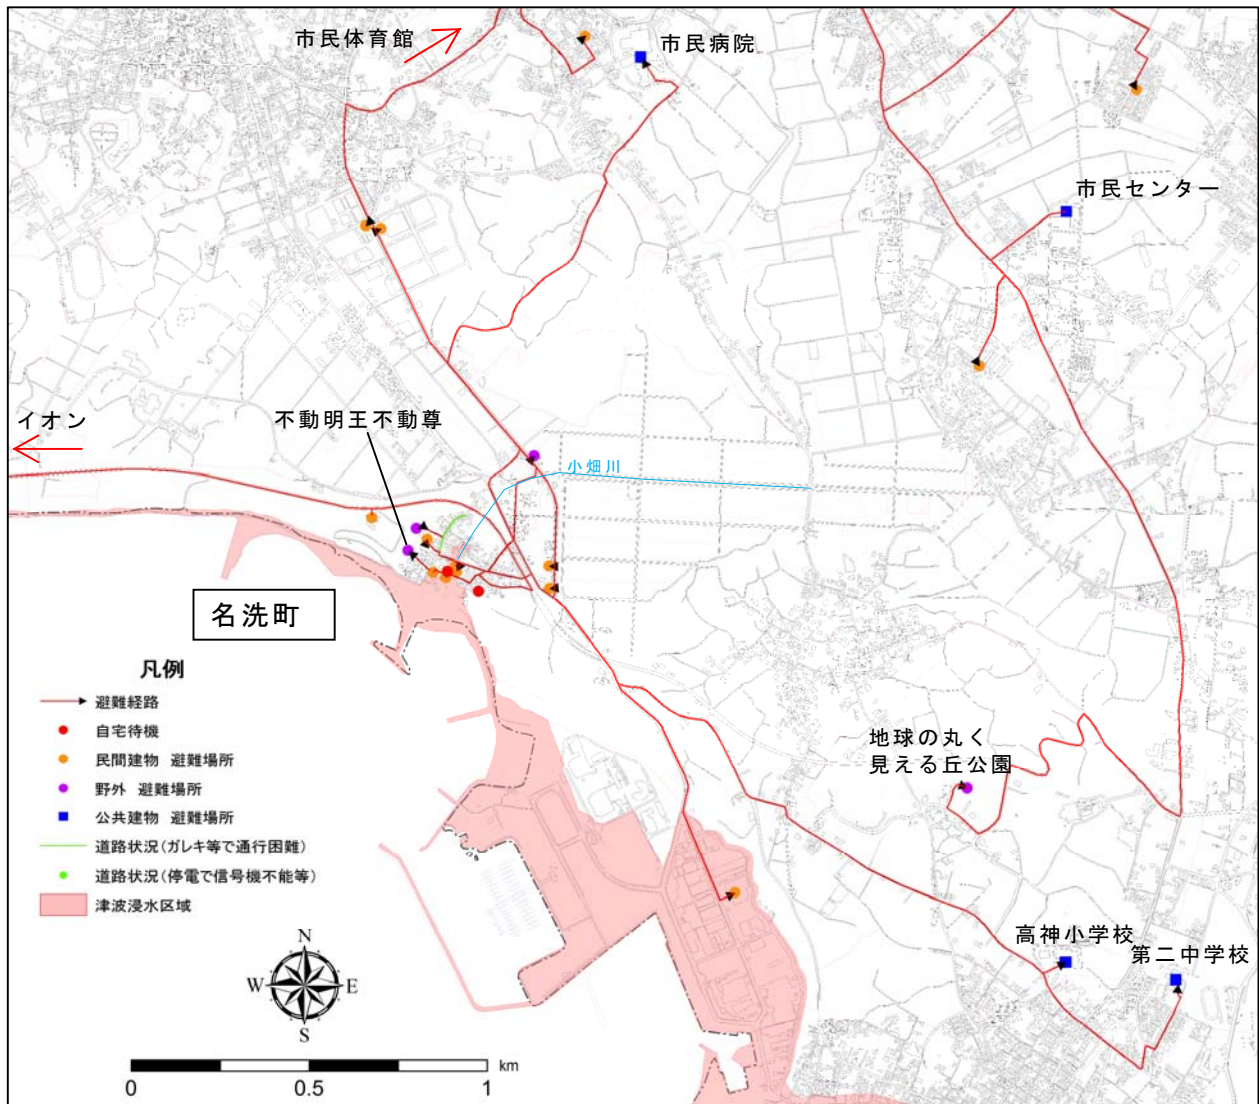 市民体育館
市民病院
市民センター
イオン
不動明王不動尊
小畑川
名洗町
地球の丸く
見える丘公園
高神小学校
第二中学校
凡例
避難経路
自宅待機
民間建物 避難場所
野外 避難場所
公共建物 避難場所
道路状況(ガレキ等で通行困難)
道路状況(停電で信号機不能等)
津波浸水区域
N
W E
S
km
0 0.5 1